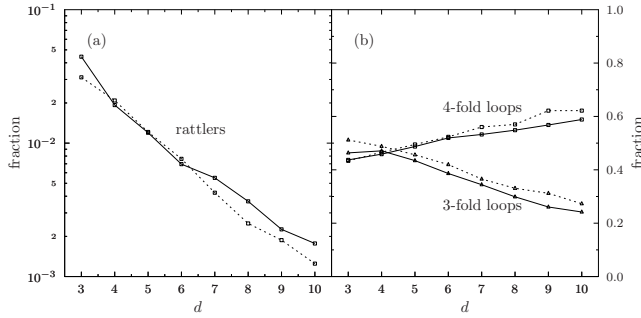 10⁻¹
5
2
10⁻²
5
2
10⁻³
fraction
(a)
rattlers
3 4 5 6 7 8 9 10
d
(b)
4-fold loops
3-fold loops
3 4 5 6 7 8 9 10
d
1.0
0.8
0.6
0.4
0.2
0.0
fraction